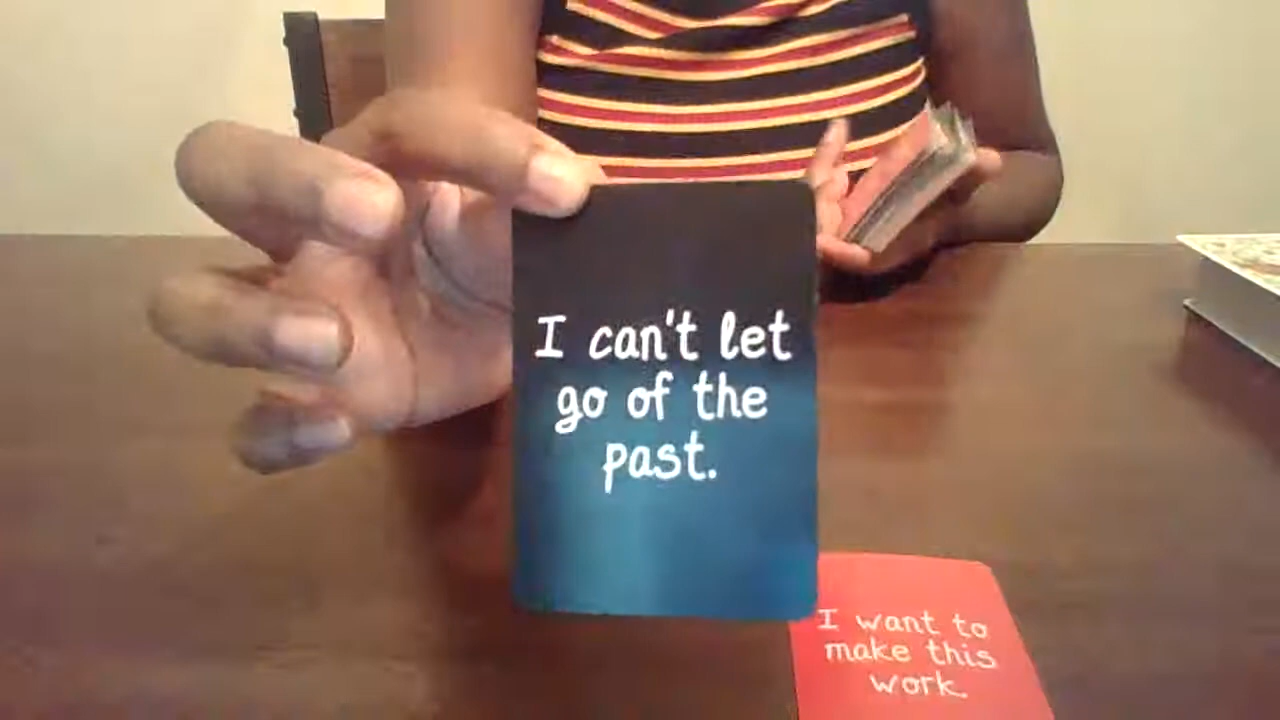 I can't let
go of the
past.
I want to
make this
work.